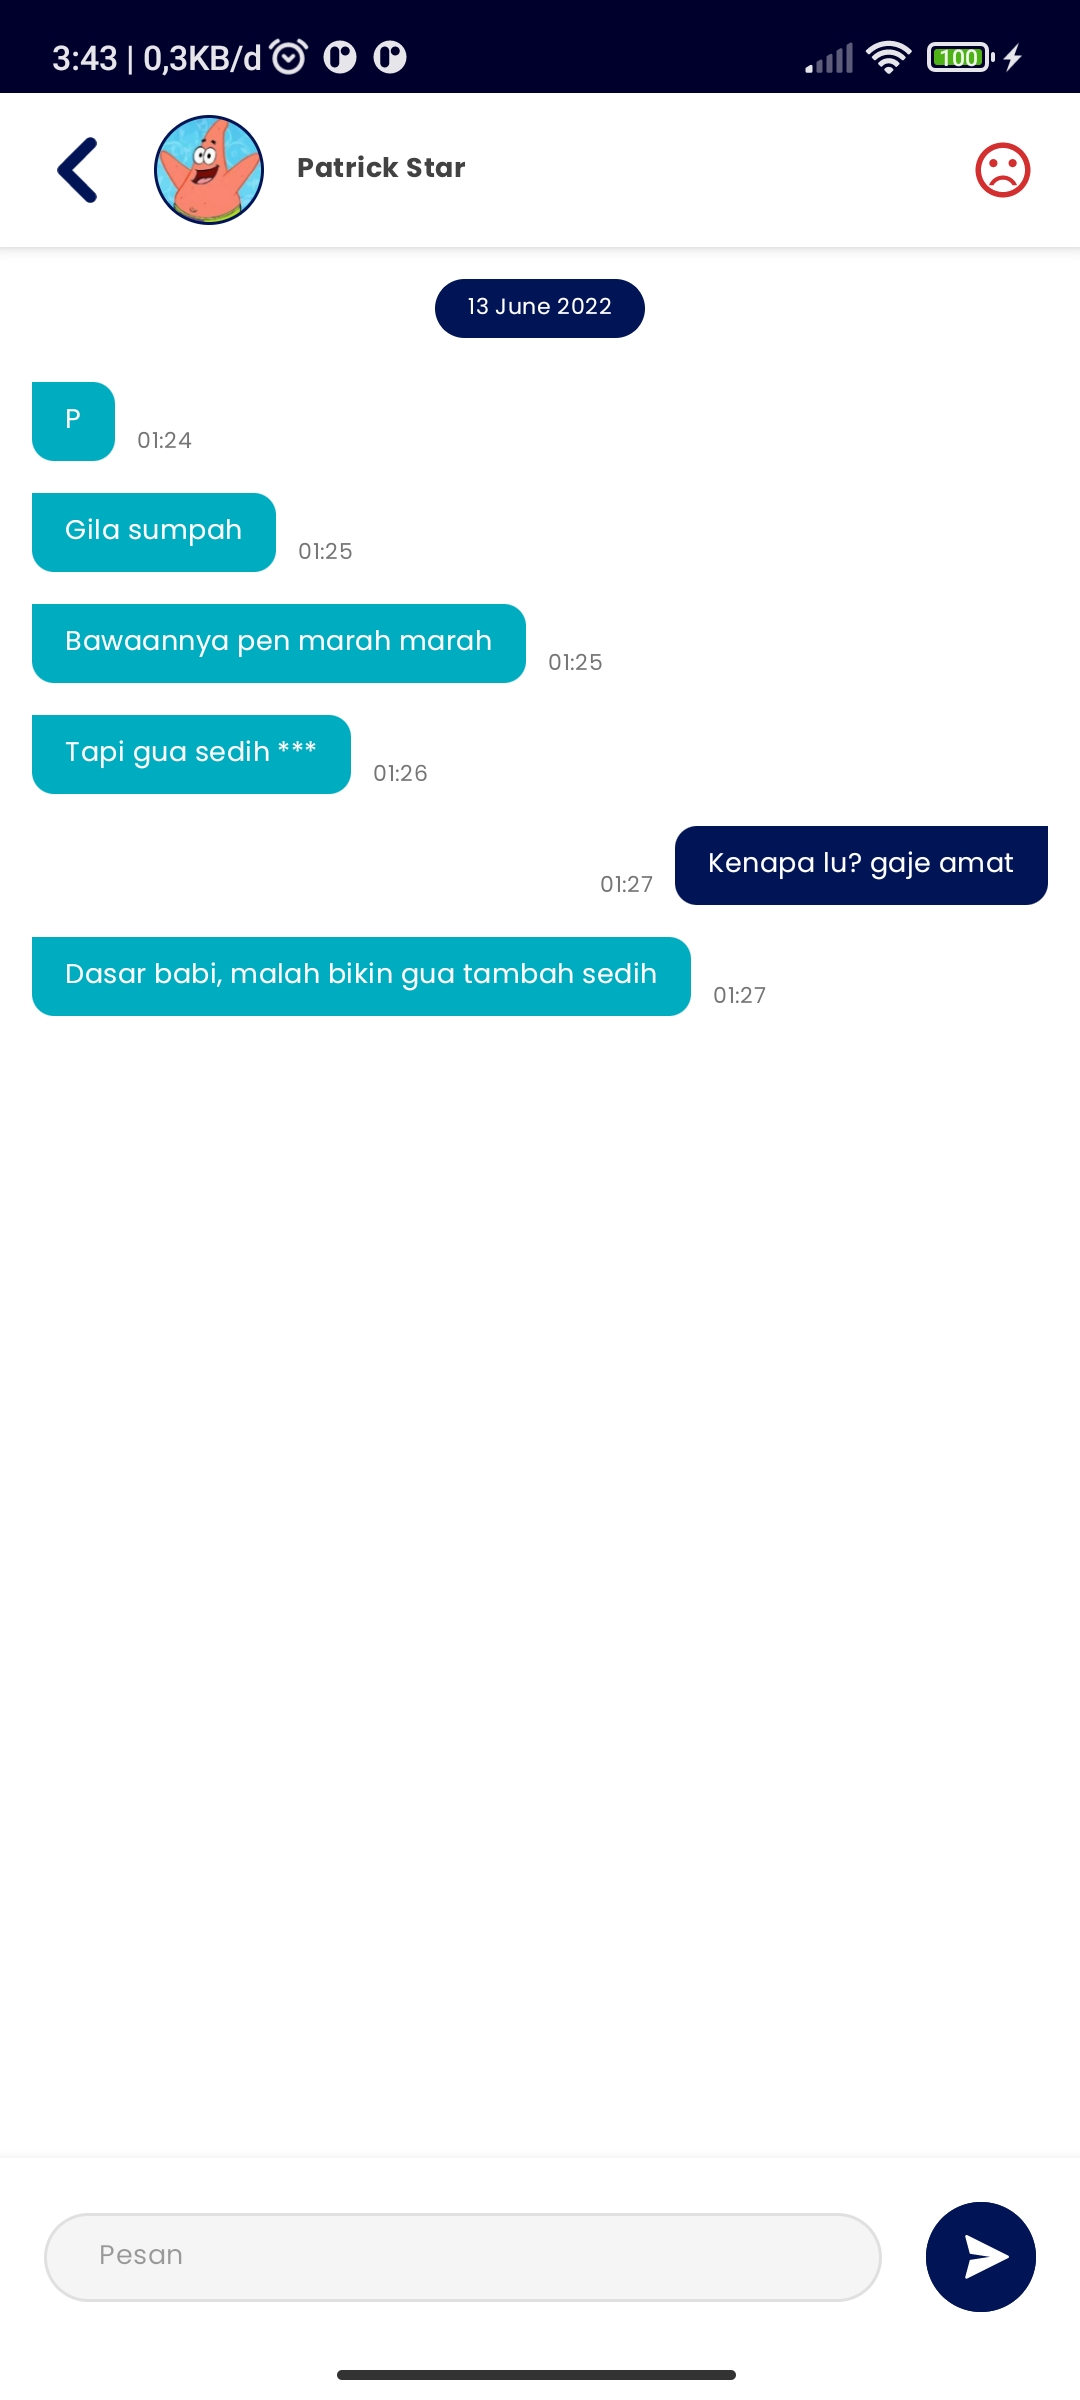 3:43 | 0,3KB/d
100
Patrick Star
13 June 2022
P
01:24
Gila sumpah
01:25
Bawaannya pen marah marah
01:25
Tapi gua sedih ***
01:26
Kenapa lu? gaje amat
01:27
Dasar babi, malah bikin gua tambah sedih
01:27
Pesan